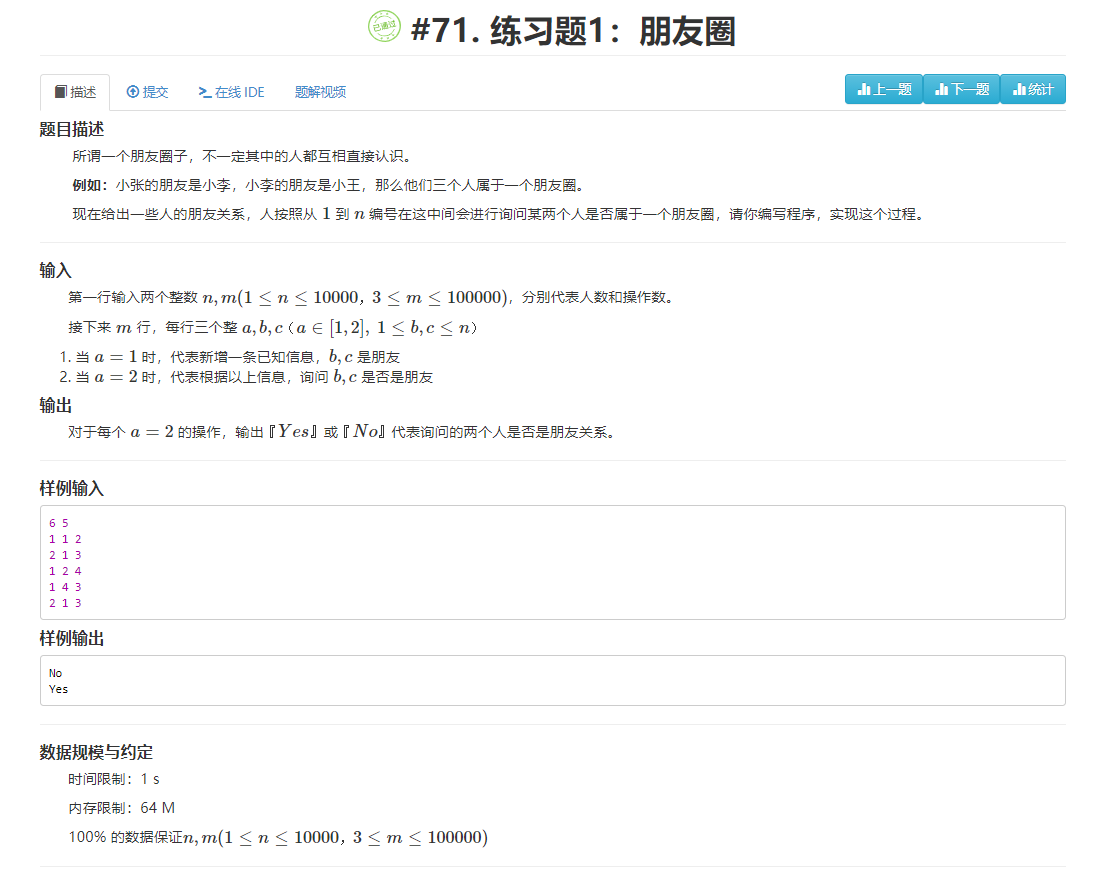 已通过 #71. 练习题1：朋友圈
描述 提交 在线 IDE 题解视频 上一题 下一题 统计
题目描述
所谓一个朋友圈子，不一定其中的人都互相直接认识。
例如：小张的朋友是小李，小李的朋友是小王，那么他们三个人属于一个朋友圈。
现在给出一些人的朋友关系，人按照从 1 到 n 编号在这中间会进行询问某两个人是否属于一个朋友圈，请你编写程序，实现这个过程。
输入
第一行输入两个整数 n, m(1 ≤ n ≤ 10000，3 ≤ m ≤ 100000)，分别代表人数和操作数。
接下来 m 行，每行三个整 a, b, c（a ∈ [1, 2], 1 ≤ b, c ≤ n）
1. 当 a = 1 时，代表新增一条已知信息，b, c 是朋友
2. 当 a = 2 时，代表根据以上信息，询问 b, c 是否是朋友
输出
对于每个 a = 2 的操作，输出『Yes』或『No』代表询问的两个人是否是朋友关系。
样例输入
6 5
1 1 2
2 1 3
1 2 4
1 4 3
2 1 3
样例输出
No
Yes
数据规模与约定
时间限制：1 s
内存限制：64 M
100% 的数据保证n, m(1 ≤ n ≤ 10000，3 ≤ m ≤ 100000)